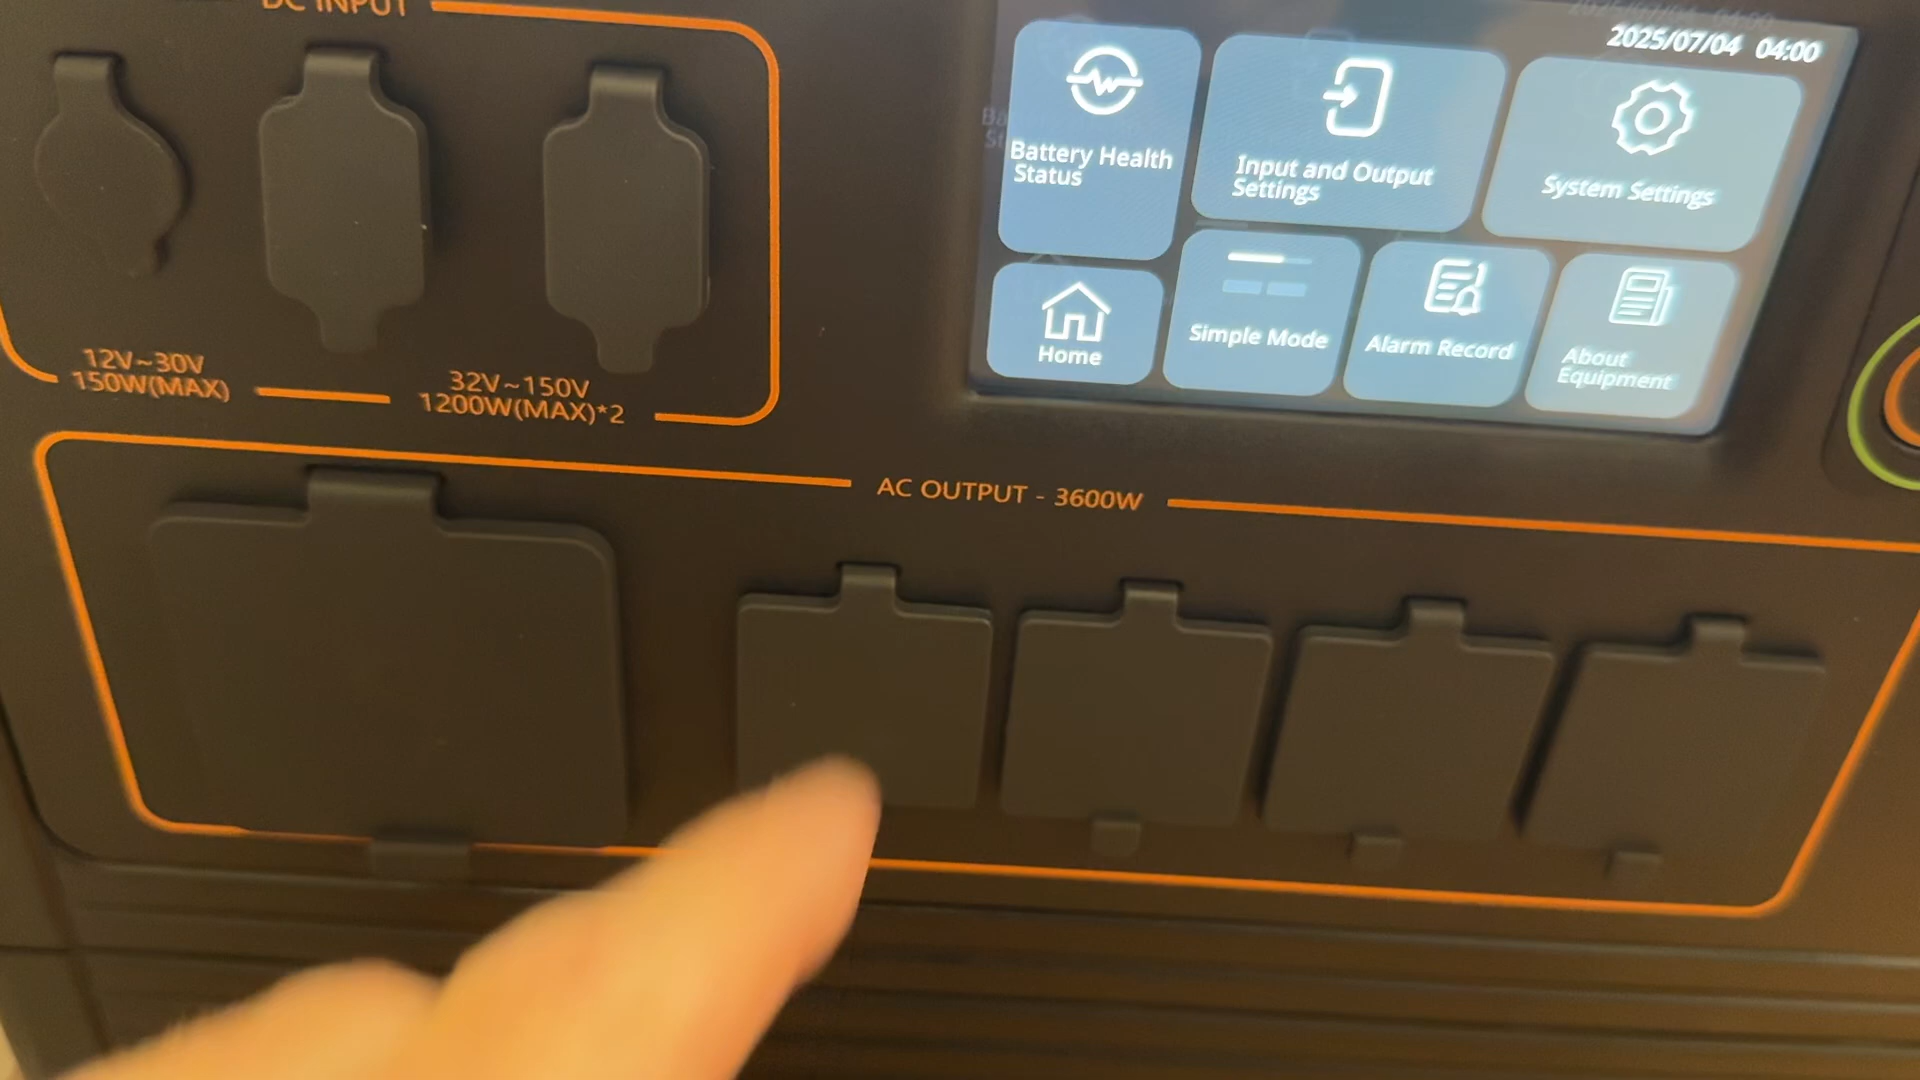 DC INPUT
12V~30V
150W(MAX)
32V~150V
1200W(MAX)*2
2025/07/04 04:00
Battery Health
Status
Input and Output
Settings
System Settings
Home
Simple Mode
Alarm Record
About
Equipment
AC OUTPUT - 3600W